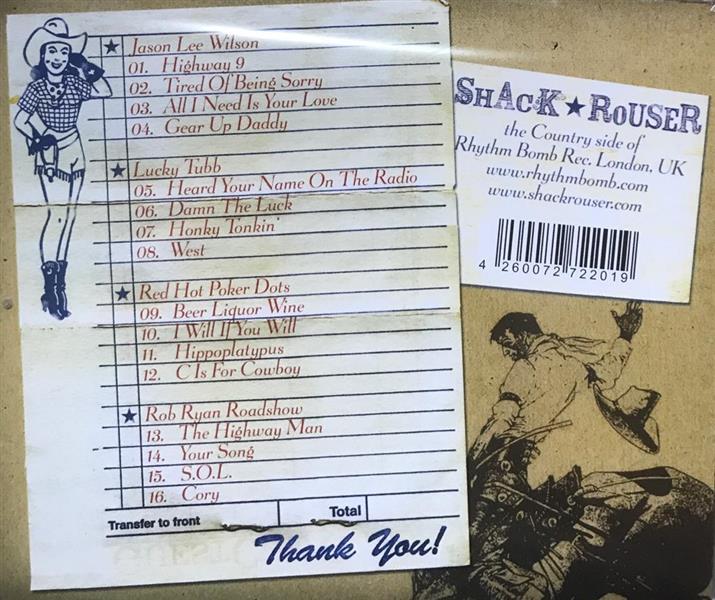 ★ Jason Lee Wilson
01. Highway 9
02. Tired Of Being Sorry
03. All I Need Is Your Love
04. Gear Up Daddy
★ Lucky Tubb
05. Heard Your Name On The Radio
06. Damn The Luck
07. Honky Tonkin'
08. West
★ Red Hot Poker Dots
09. Beer Liquor Wine
10. I Will If You Will
11. Hippoplatypus
12. C Is For Cowboy
★ Rob Ryan Roadshow
13. The Highway Man
14. Your Song
15. S.O.L.
16. Cory
Transfer to front Total
Thank You!
SHACK ★ ROUSER
the Country side of
Rhythm Bomb Rec. London, UK
www.rhythmbomb.com
www.shackrouser.com
4 260072 722019